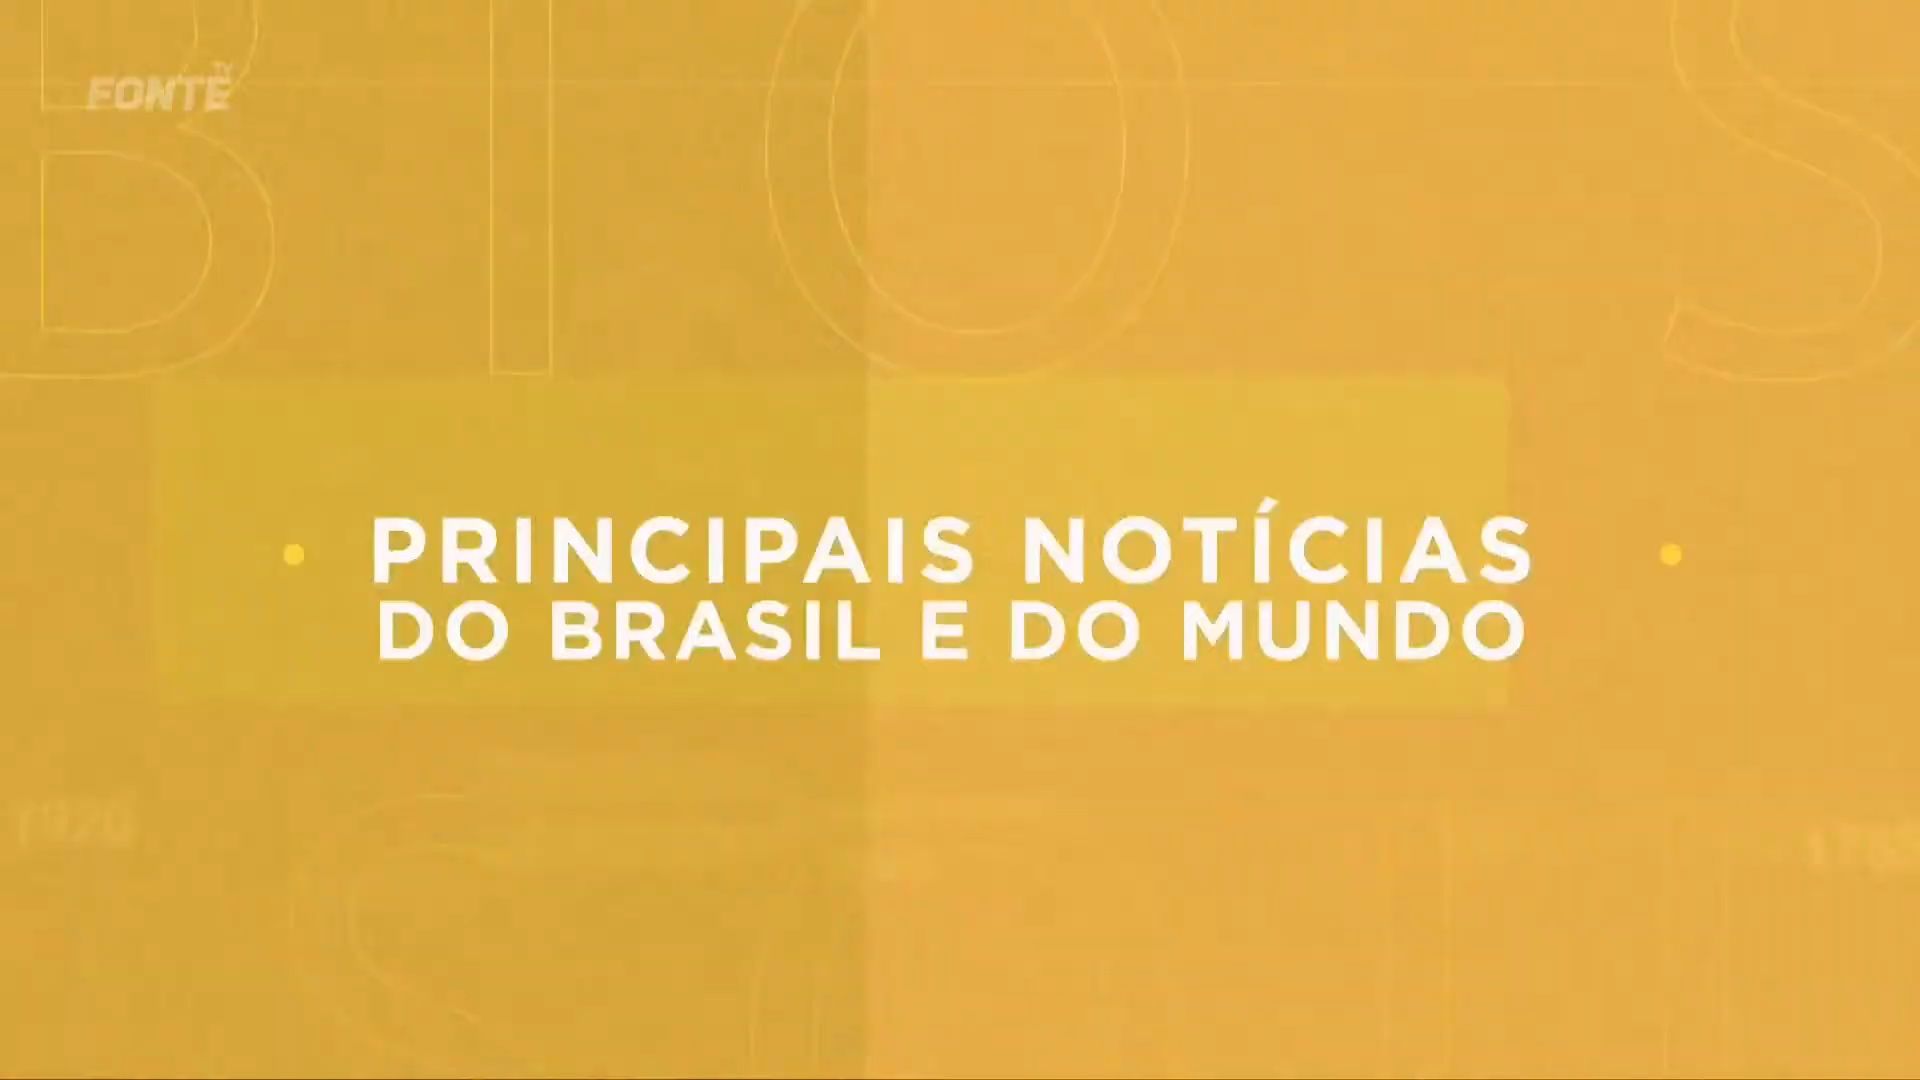 TV
FONTE
PRINCIPAIS NOTÍCIAS
DO BRASIL E DO MUNDO